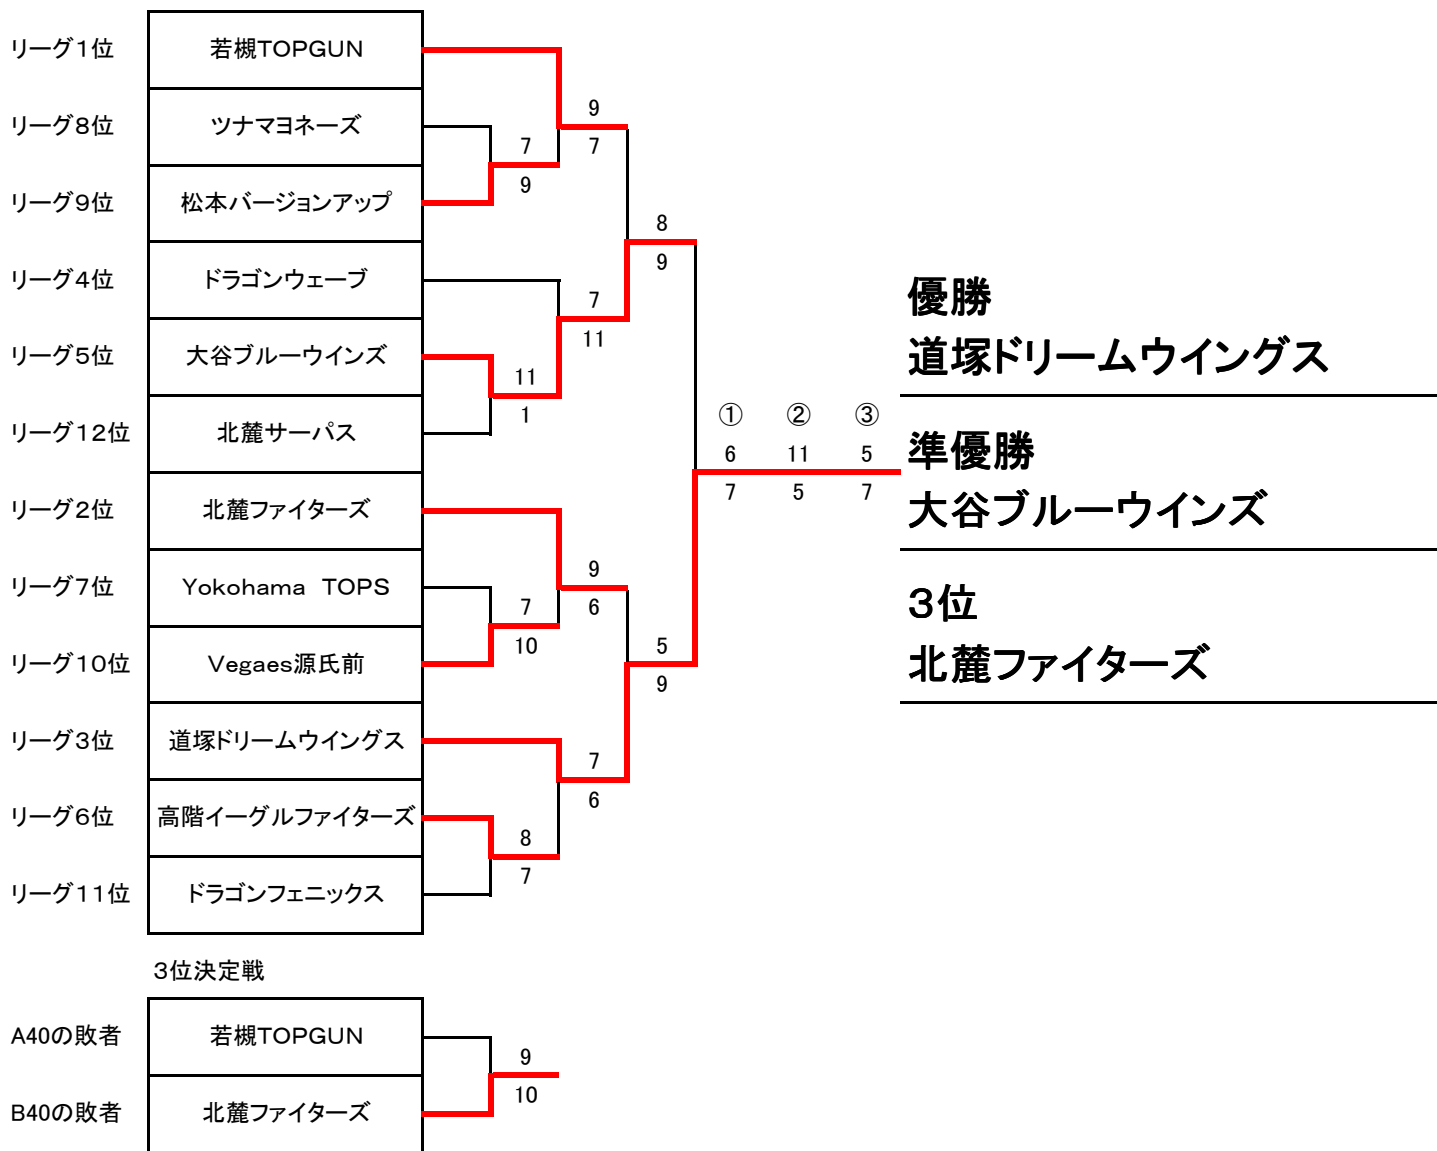 リーグ1位 若槻TOPGUN
9
リーグ8位 ツナマヨネーズ
7 7
リーグ9位 松本バージョンアップ
9
8
9
リーグ4位 ドラゴンウェーブ
7
11
リーグ5位 大谷ブルーウインズ
11
1
リーグ12位 北麓サーパス
優勝
道塚ドリームウイングス
① ② ③
6 11 5
7 5 7
準優勝
大谷ブルーウインズ
リーグ2位 北麓ファイターズ
9
6
リーグ7位 Yokohama TOPS
7
10
リーグ10位 Vegaes源氏前
5
9
3位
北麓ファイターズ
リーグ3位 道塚ドリームウイングス
7
6
リーグ6位 高階イーグルファイターズ
8
7
リーグ11位 ドラゴンフェニックス
3位決定戦
A40の敗者 若槻TOPGUN
9
10
B40の敗者 北麓ファイターズ